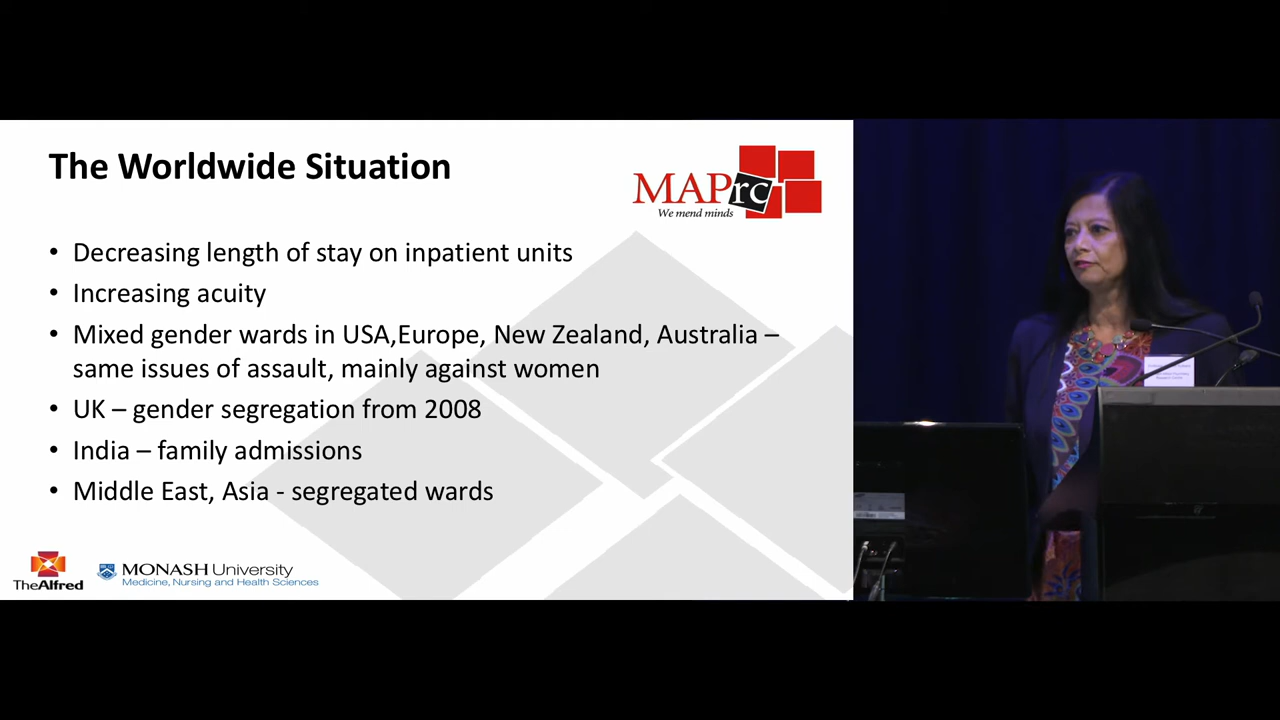 The Worldwide Situation
MAPrc
We mend minds
• Decreasing length of stay on inpatient units
• Increasing acuity
• Mixed gender wards in USA,Europe, New Zealand, Australia –
same issues of assault, mainly against women
• UK – gender segregation from 2008
• India – family admissions
• Middle East, Asia - segregated wards
TheAlfred
MONASH University
Medicine, Nursing and Health Sciences